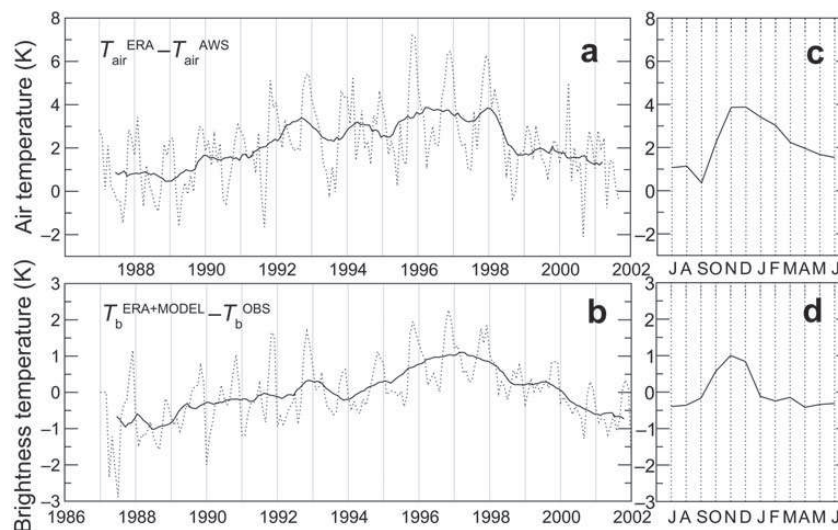 Air temperature (K)
8
6
4
2
0
–2
T_air^ERA – T_air^AWS
a
1988 1990 1992 1994 1996 1998 2000 2002
8
6
4
2
0
–2
c
J A S O N D J F M A M J
Brightness temperature (K)
3
2
1
0
–1
–2
–3
T_b^ERA+MODEL – T_b^OBS
b
1986 1988 1990 1992 1994 1996 1998 2000 2002
3
2
1
0
–1
–2
–3
d
J A S O N D J F M A M J